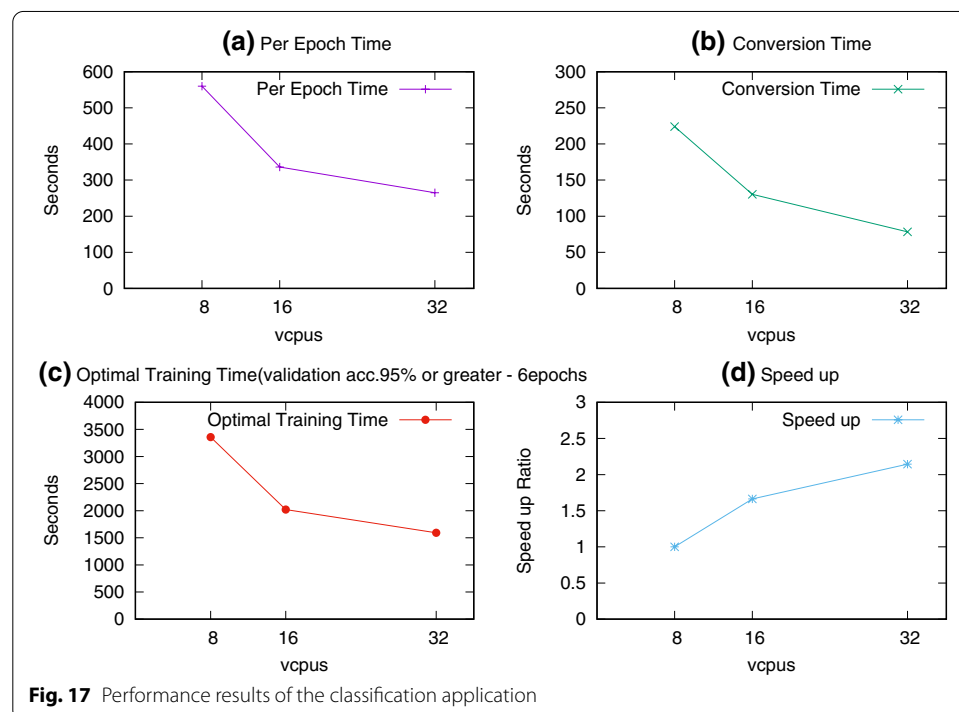 (a) Per Epoch Time
600
500
400
300
200
100
0
Seconds
Per Epoch Time
8 16 32
vcpus
(b) Conversion Time
300
250
200
150
100
50
0
Seconds
Conversion Time
8 16 32
vcpus
(c) Optimal Training Time(validation acc.95% or greater - 6epochs
4000
3500
3000
2500
2000
1500
1000
500
0
Seconds
Optimal Training Time
8 16 32
vcpus
(d) Speed up
3
2.5
2
1.5
1
0.5
0
Speed up Ratio
Speed up
8 16 32
vcpus
Fig. 17 Performance results of the classification application